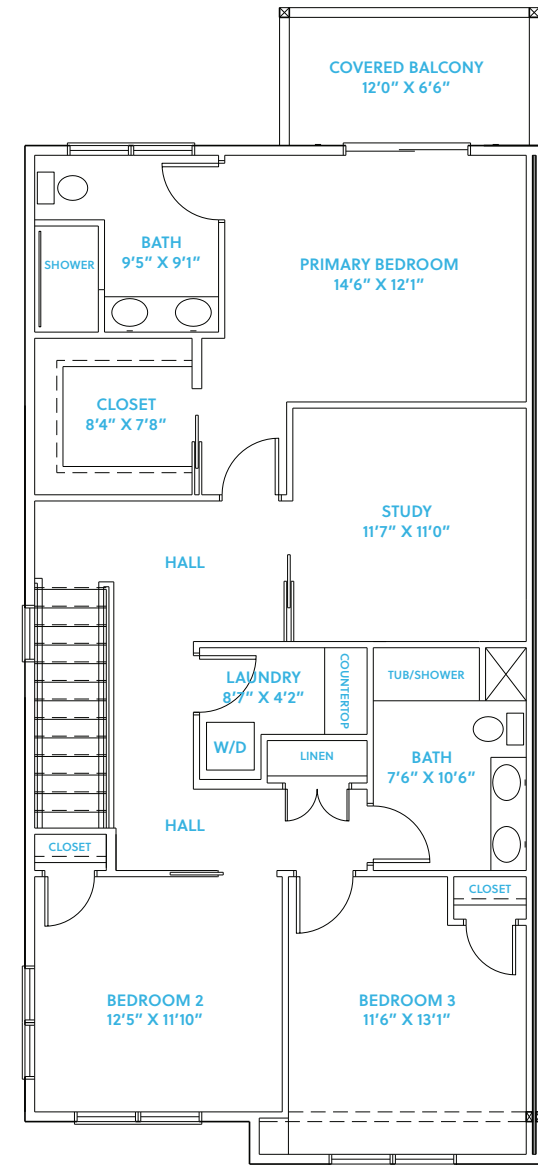 COVERED BALCONY
12'0" X 6'6"
BATH
9'5" X 9'1"
SHOWER
PRIMARY BEDROOM
14'6" X 12'1"
CLOSET
8'4" X 7'8"
STUDY
11'7" X 11'0"
HALL
LAUNDRY
8'7" X 4'2"
COUNTERTOP
TUB/SHOWER
W/D
LINEN
BATH
7'6" X 10'6"
HALL
CLOSET
CLOSET
BEDROOM 2
12'5" X 11'10"
BEDROOM 3
11'6" X 13'1"